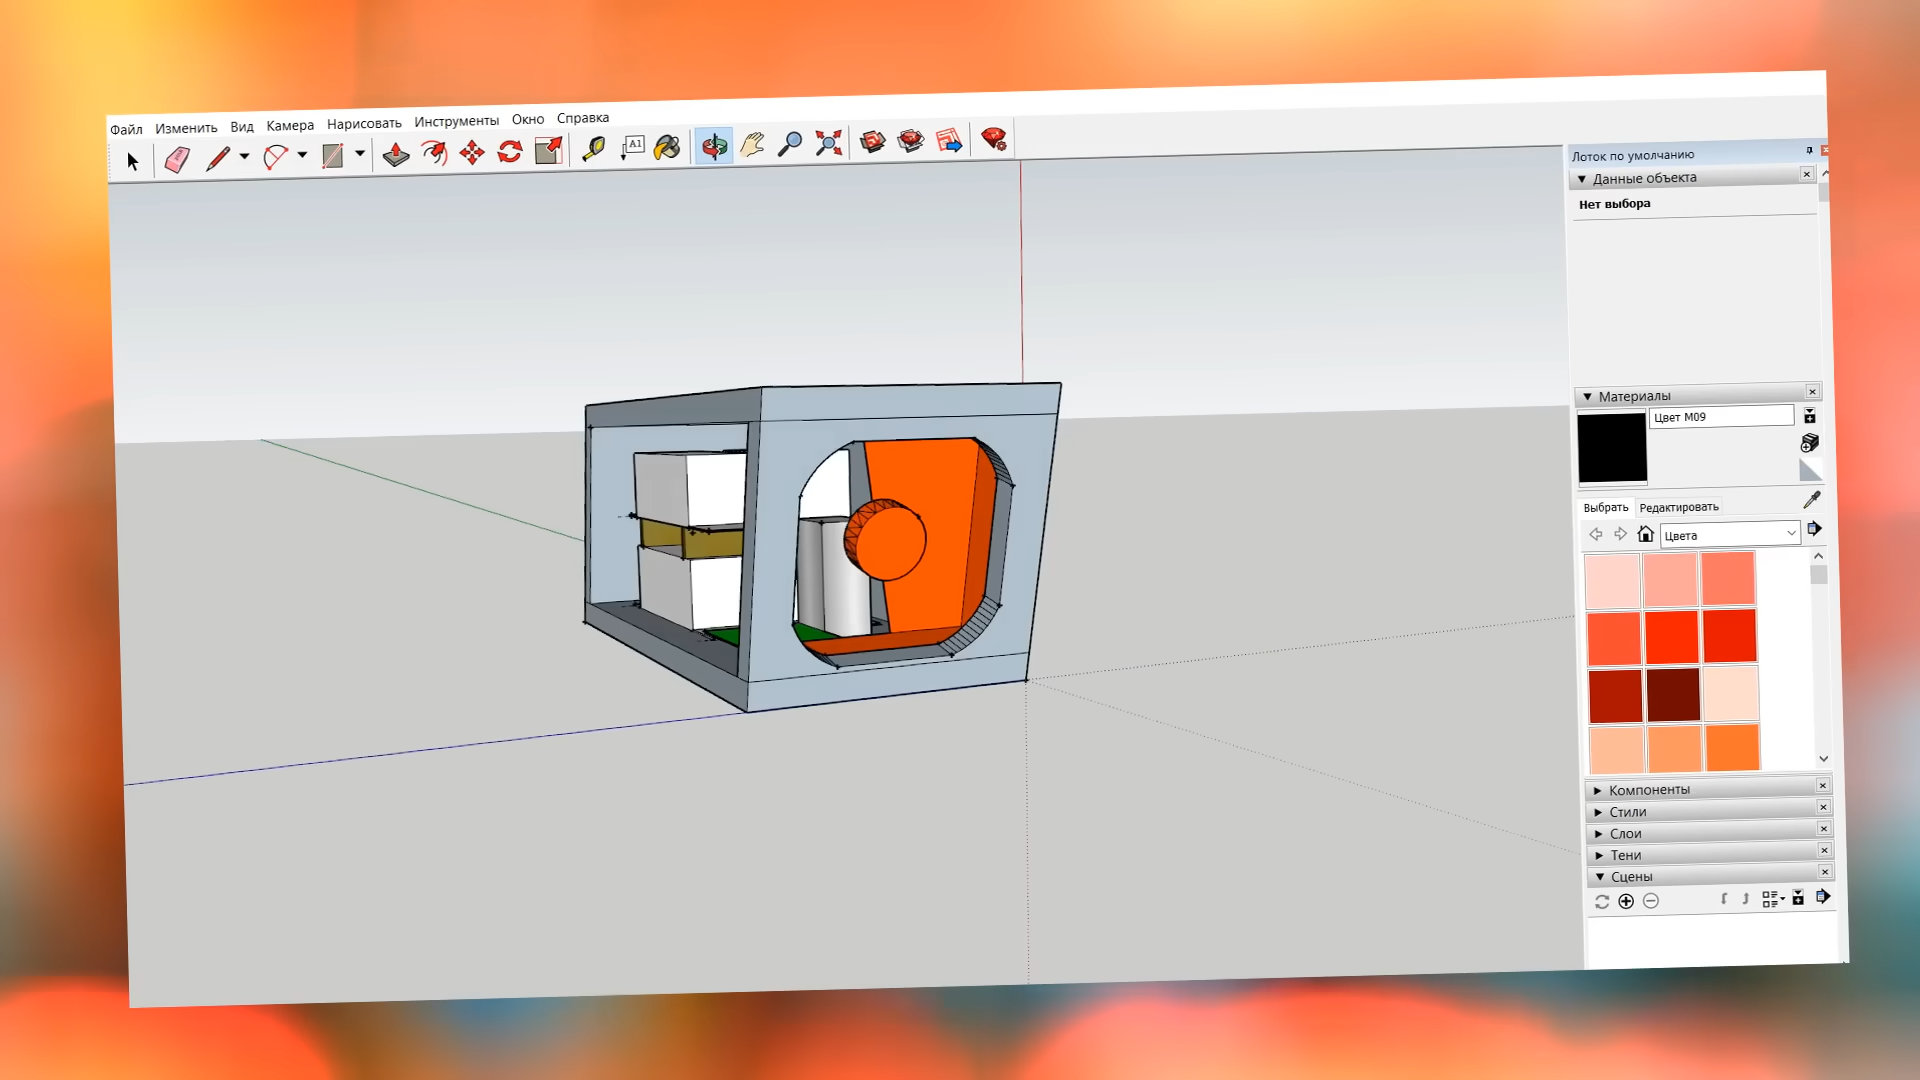 Файл Изменить Вид Камера Нарисовать Инструменты Окно Справка
A1
Лоток по умолчанию
Данные объекта
Нет выбора
Материалы
Цвет M09
Выбрать Редактировать
Цвета
Компоненты
Стили
Слои
Тени
Сцены